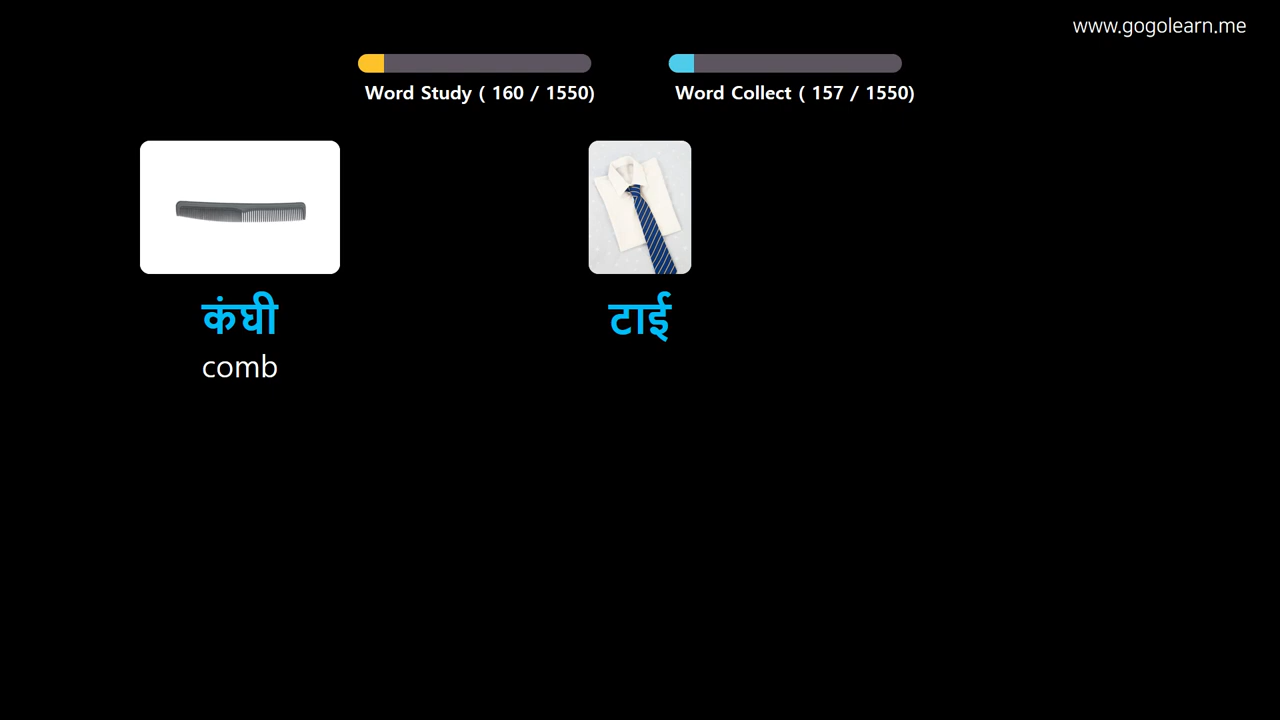 www.gogolearn.me
Word Study ( 160 / 1550)
Word Collect ( 157 / 1550)
कंघी
टाई
comb